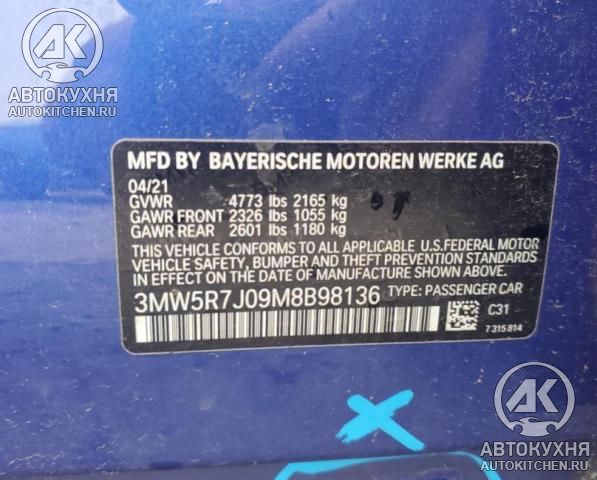 АК
АВТОКУХНЯ
AUTOKITCHEN.RU
MFD BY BAYERISCHE MOTOREN WERKE AG
04/21
GVWR 4773 lbs 2165 kg
GAWR FRONT 2326 lbs 1055 kg
GAWR REAR 2601 lbs 1180 kg
THIS VEHICLE CONFORMS TO ALL APPLICABLE U.S.FEDERAL MOTOR
VEHICLE SAFETY, BUMPER, AND THEFT PREVENTION STANDARDS
IN EFFECT ON THE DATE OF MANUFACTURE SHOWN ABOVE.
3MW5R7J09M8B98136 TYPE: PASSENGER CAR
C31
7315814
АК
АВТОКУХНЯ
AUTOKITCHEN.RU